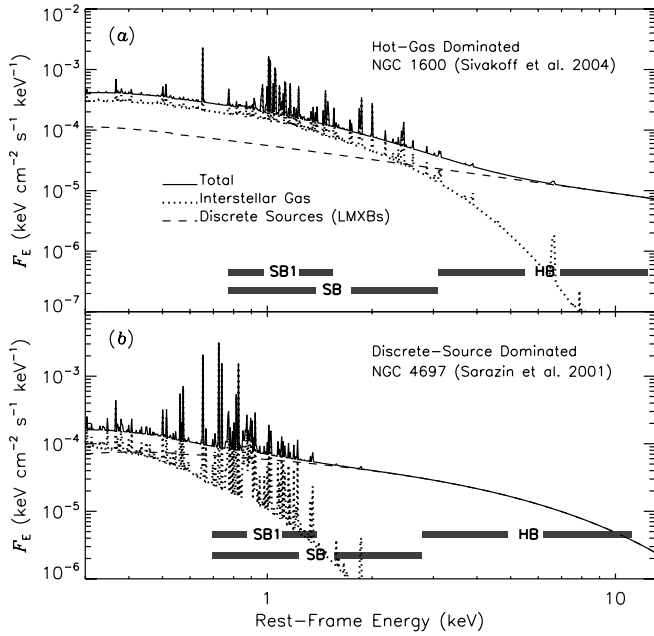 (a)
Hot-Gas Dominated
NGC 1600 (Sivakoff et al. 2004)
Total
Interstellar Gas
Discrete Sources (LMXBs)
SB1
HB
SB
10⁻²
10⁻³
10⁻⁴
10⁻⁵
10⁻⁶
10⁻⁷
F_E (keV cm⁻² s⁻¹ keV⁻¹)
(b)
Discrete-Source Dominated
NGC 4697 (Sarazin et al. 2001)
SB1
HB
SB
10⁻³
10⁻⁴
10⁻⁵
10⁻⁶
F_E (keV cm⁻² s⁻¹ keV⁻¹)
1
10
Rest-Frame Energy (keV)